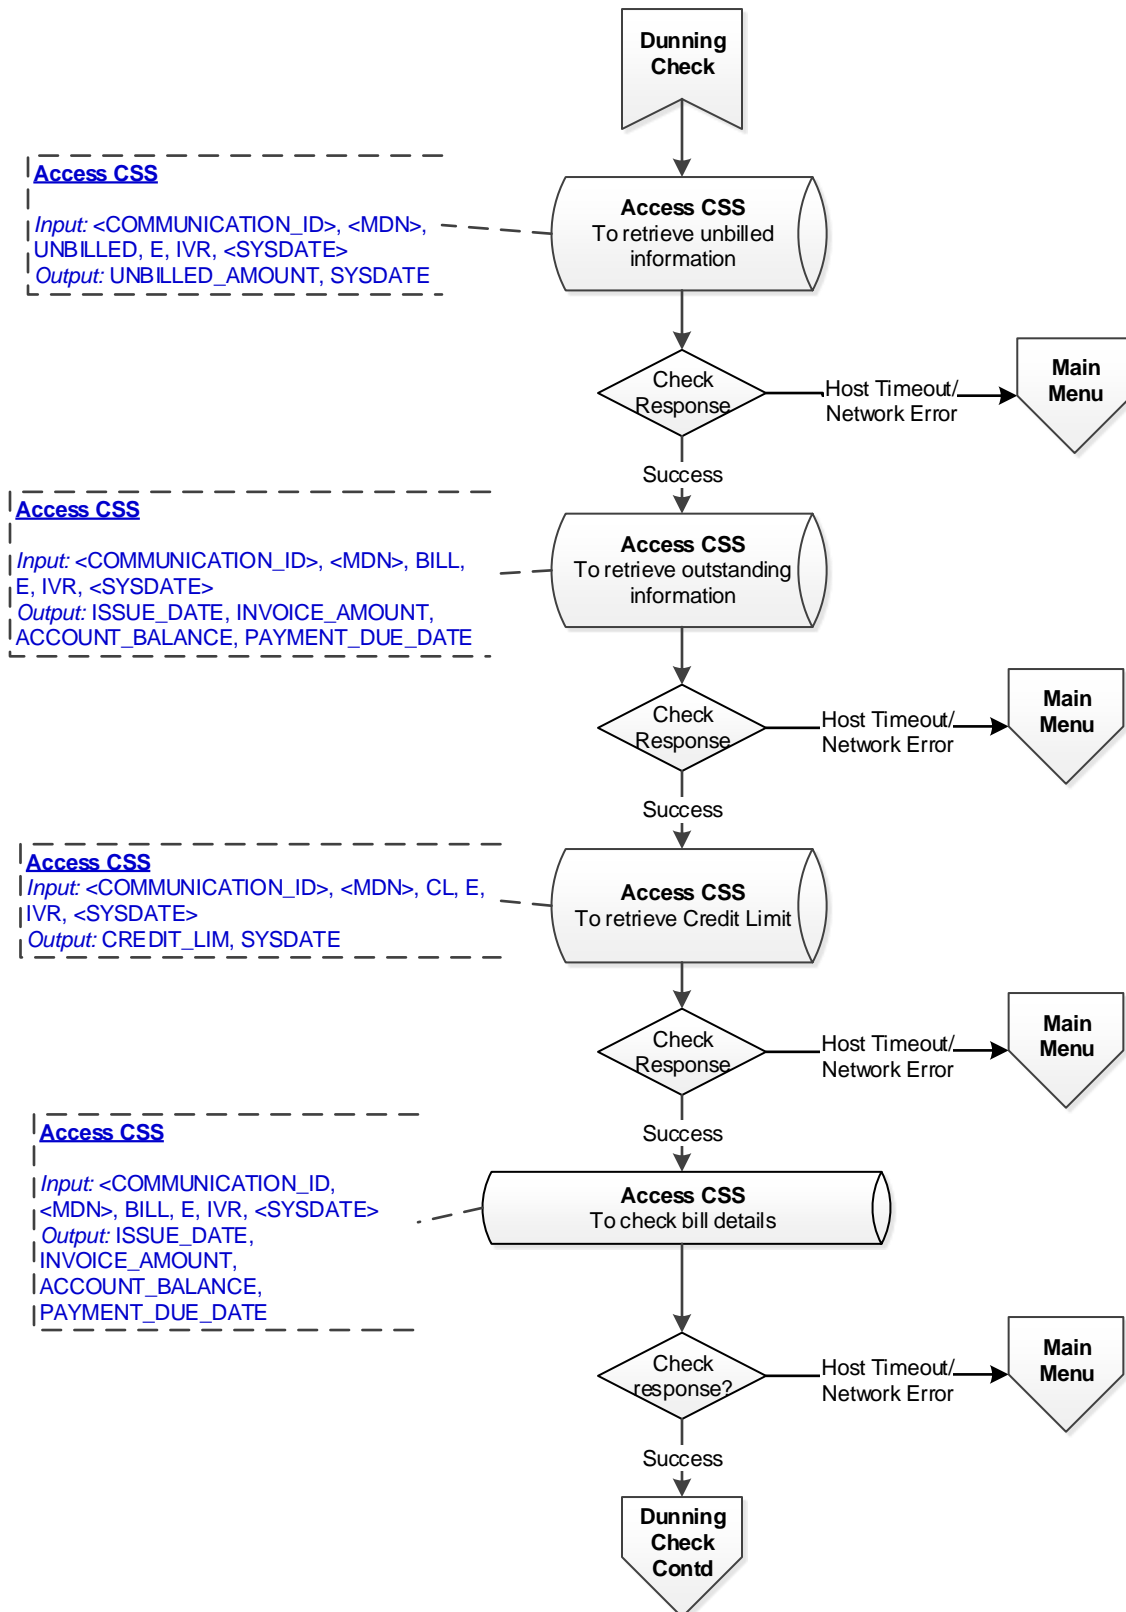 Dunning
Check
Access CSS
Input: <COMMUNICATION_ID>, <MDN>,
UNBILLED, E, IVR, <SYSDATE>
Output: UNBILLED_AMOUNT, SYSDATE
Access CSS
To retrieve unbilled
information
Check
Response
Host Timeout/
Network Error
Main
Menu
Success
Access CSS
Input: <COMMUNICATION_ID>, <MDN>, BILL,
E, IVR, <SYSDATE>
Output: ISSUE_DATE, INVOICE_AMOUNT,
ACCOUNT_BALANCE, PAYMENT_DUE_DATE
Access CSS
To retrieve outstanding
information
Check
Response
Host Timeout/
Network Error
Main
Menu
Success
Access CSS
Input: <COMMUNICATION_ID>, <MDN>, CL, E,
IVR, <SYSDATE>
Output: CREDIT_LIM, SYSDATE
Access CSS
To retrieve Credit Limit
Check
Response
Host Timeout/
Network Error
Main
Menu
Success
Access CSS
Input: <COMMUNICATION_ID,
<MDN>, BILL, E, IVR, <SYSDATE>
Output: ISSUE_DATE,
INVOICE_AMOUNT,
ACCOUNT_BALANCE,
PAYMENT_DUE_DATE
Access CSS
To check bill details
Check
response?
Host Timeout/
Network Error
Main
Menu
Success
Dunning
Check
Contd